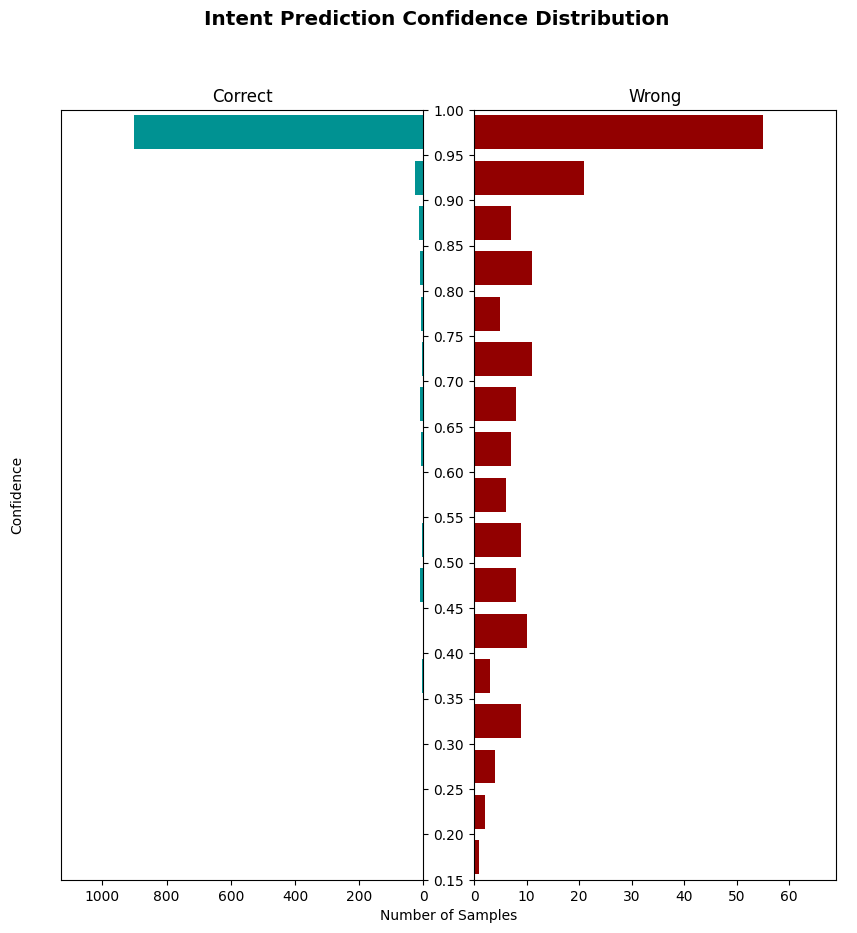 Intent Prediction Confidence Distribution
Correct
Wrong
1.00
0.95
0.90
0.85
0.80
0.75
0.70
0.65
0.60
0.55
0.50
0.45
0.40
0.35
0.30
0.25
0.20
0.15
Confidence
1000 800 600 400 200 0
0 10 20 30 40 50 60
Number of Samples